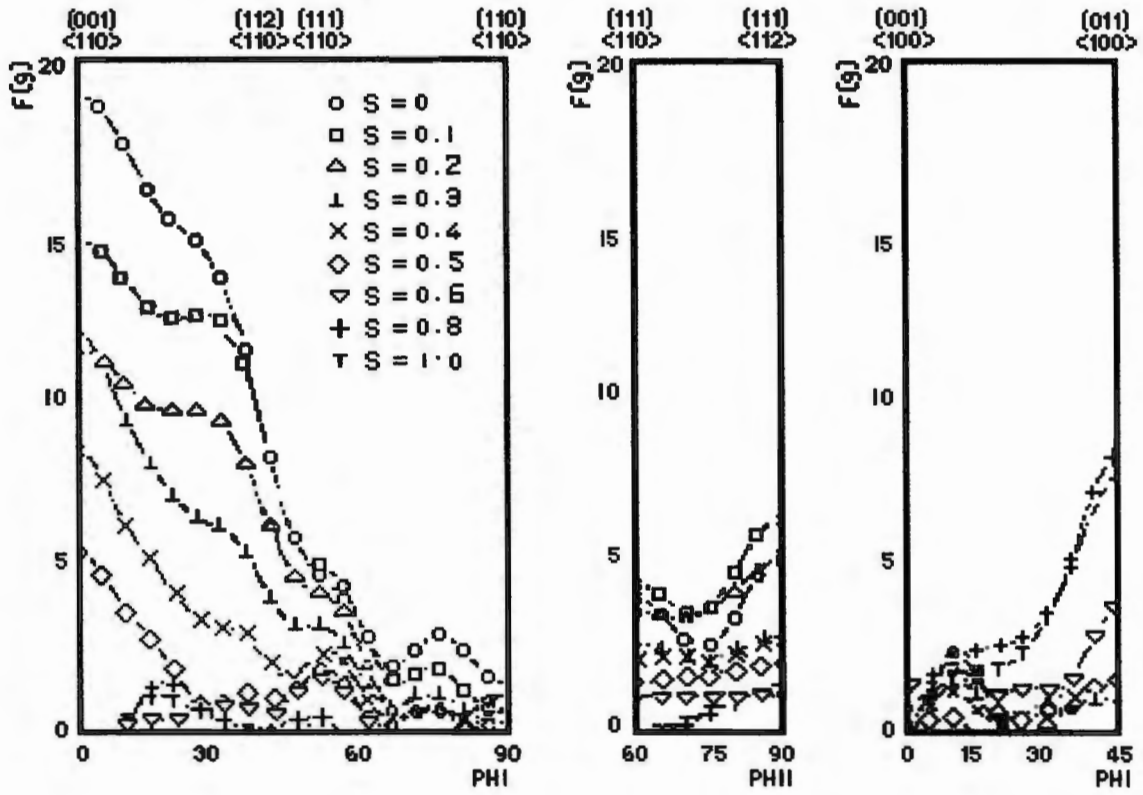 (001) (112) (111) (110)
<110> <110> <110> <110>
(111) (111)
<110> <112>
(001) (011)
<100> <100>
F(g)
20
15
10
5
0
O S = 0
□ S = 0.1
△ S = 0.2
⊥ S = 0.3
× S = 0.4
◇ S = 0.5
▽ S = 0.6
+ S = 0.8
T S = 1.0
0 30 60 90
PHI
F(g)
20
15
10
5
0
60 75 90
PHII
F(g)
20
15
10
5
0
0 15 30 45
PHI